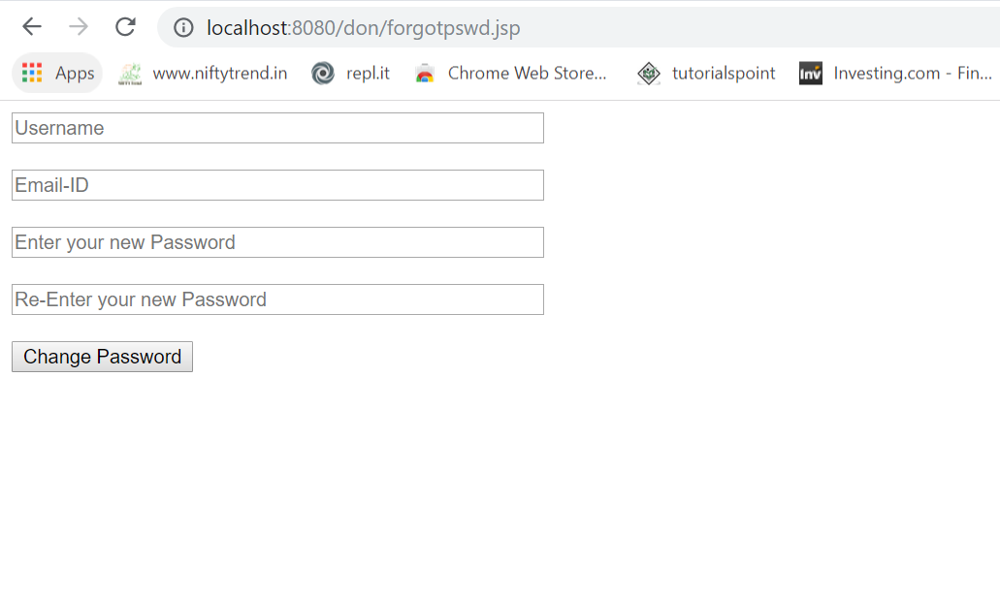 localhost:8080/don/forgotpswd.jsp
Apps www.niftytrend.in repl.it Chrome Web Store... tutorialspoint Inv Investing.com - Fin...
Username
Email-ID
Enter your new Password
Re-Enter your new Password
Change Password